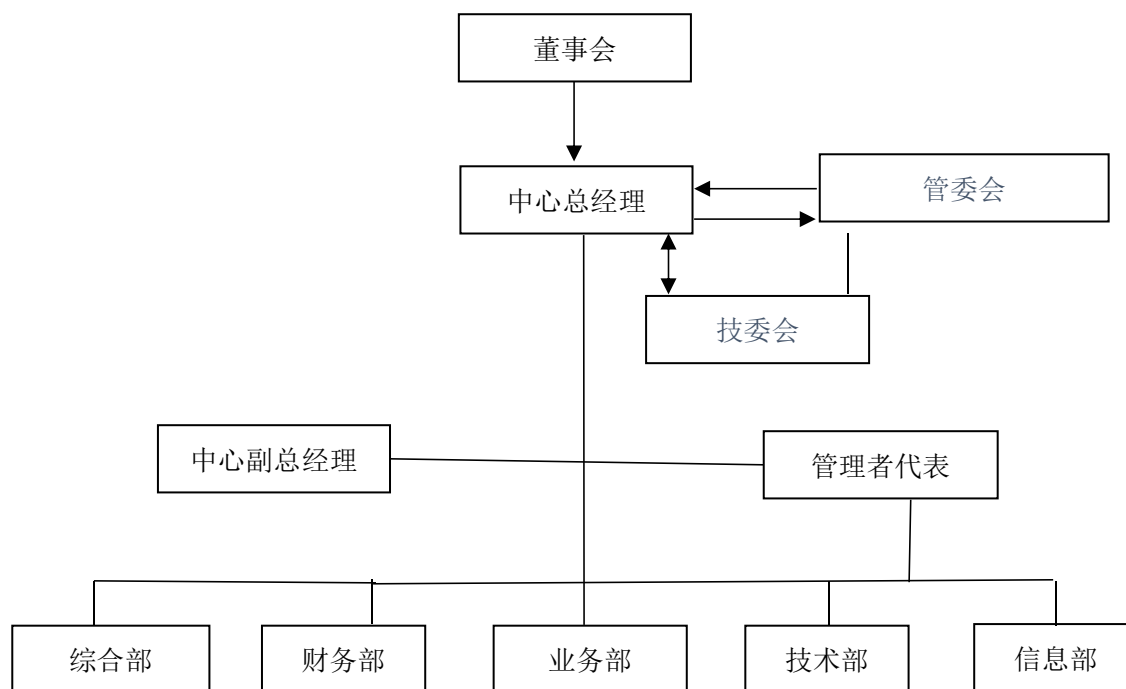 董事会
中心总经理
管委会
技委会
中心副总经理
管理者代表
综合部
财务部
业务部
技术部
信息部